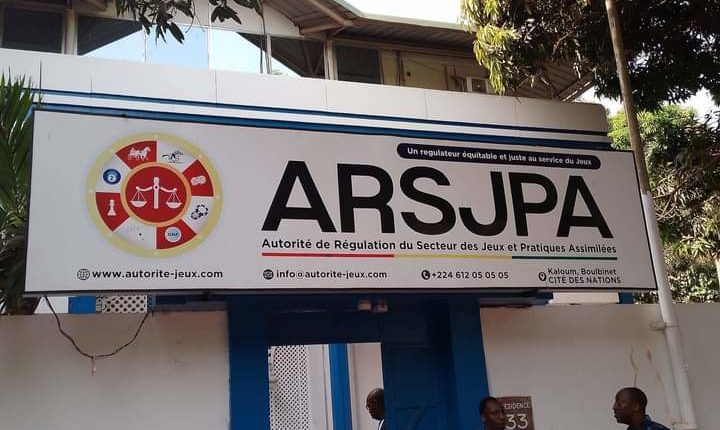 Un regulateur équitable et juste au service du Jeux
ARSJPA
Autorité de Régulation du Secteur des Jeux et Pratiques Assimilées
www.autorite-jeux.com
info@autorite-jeux.com
+224 612 05 05 05
Kaloum, Boulbinet
CITÉ DES NATIONS
RÉSIDENCE
33